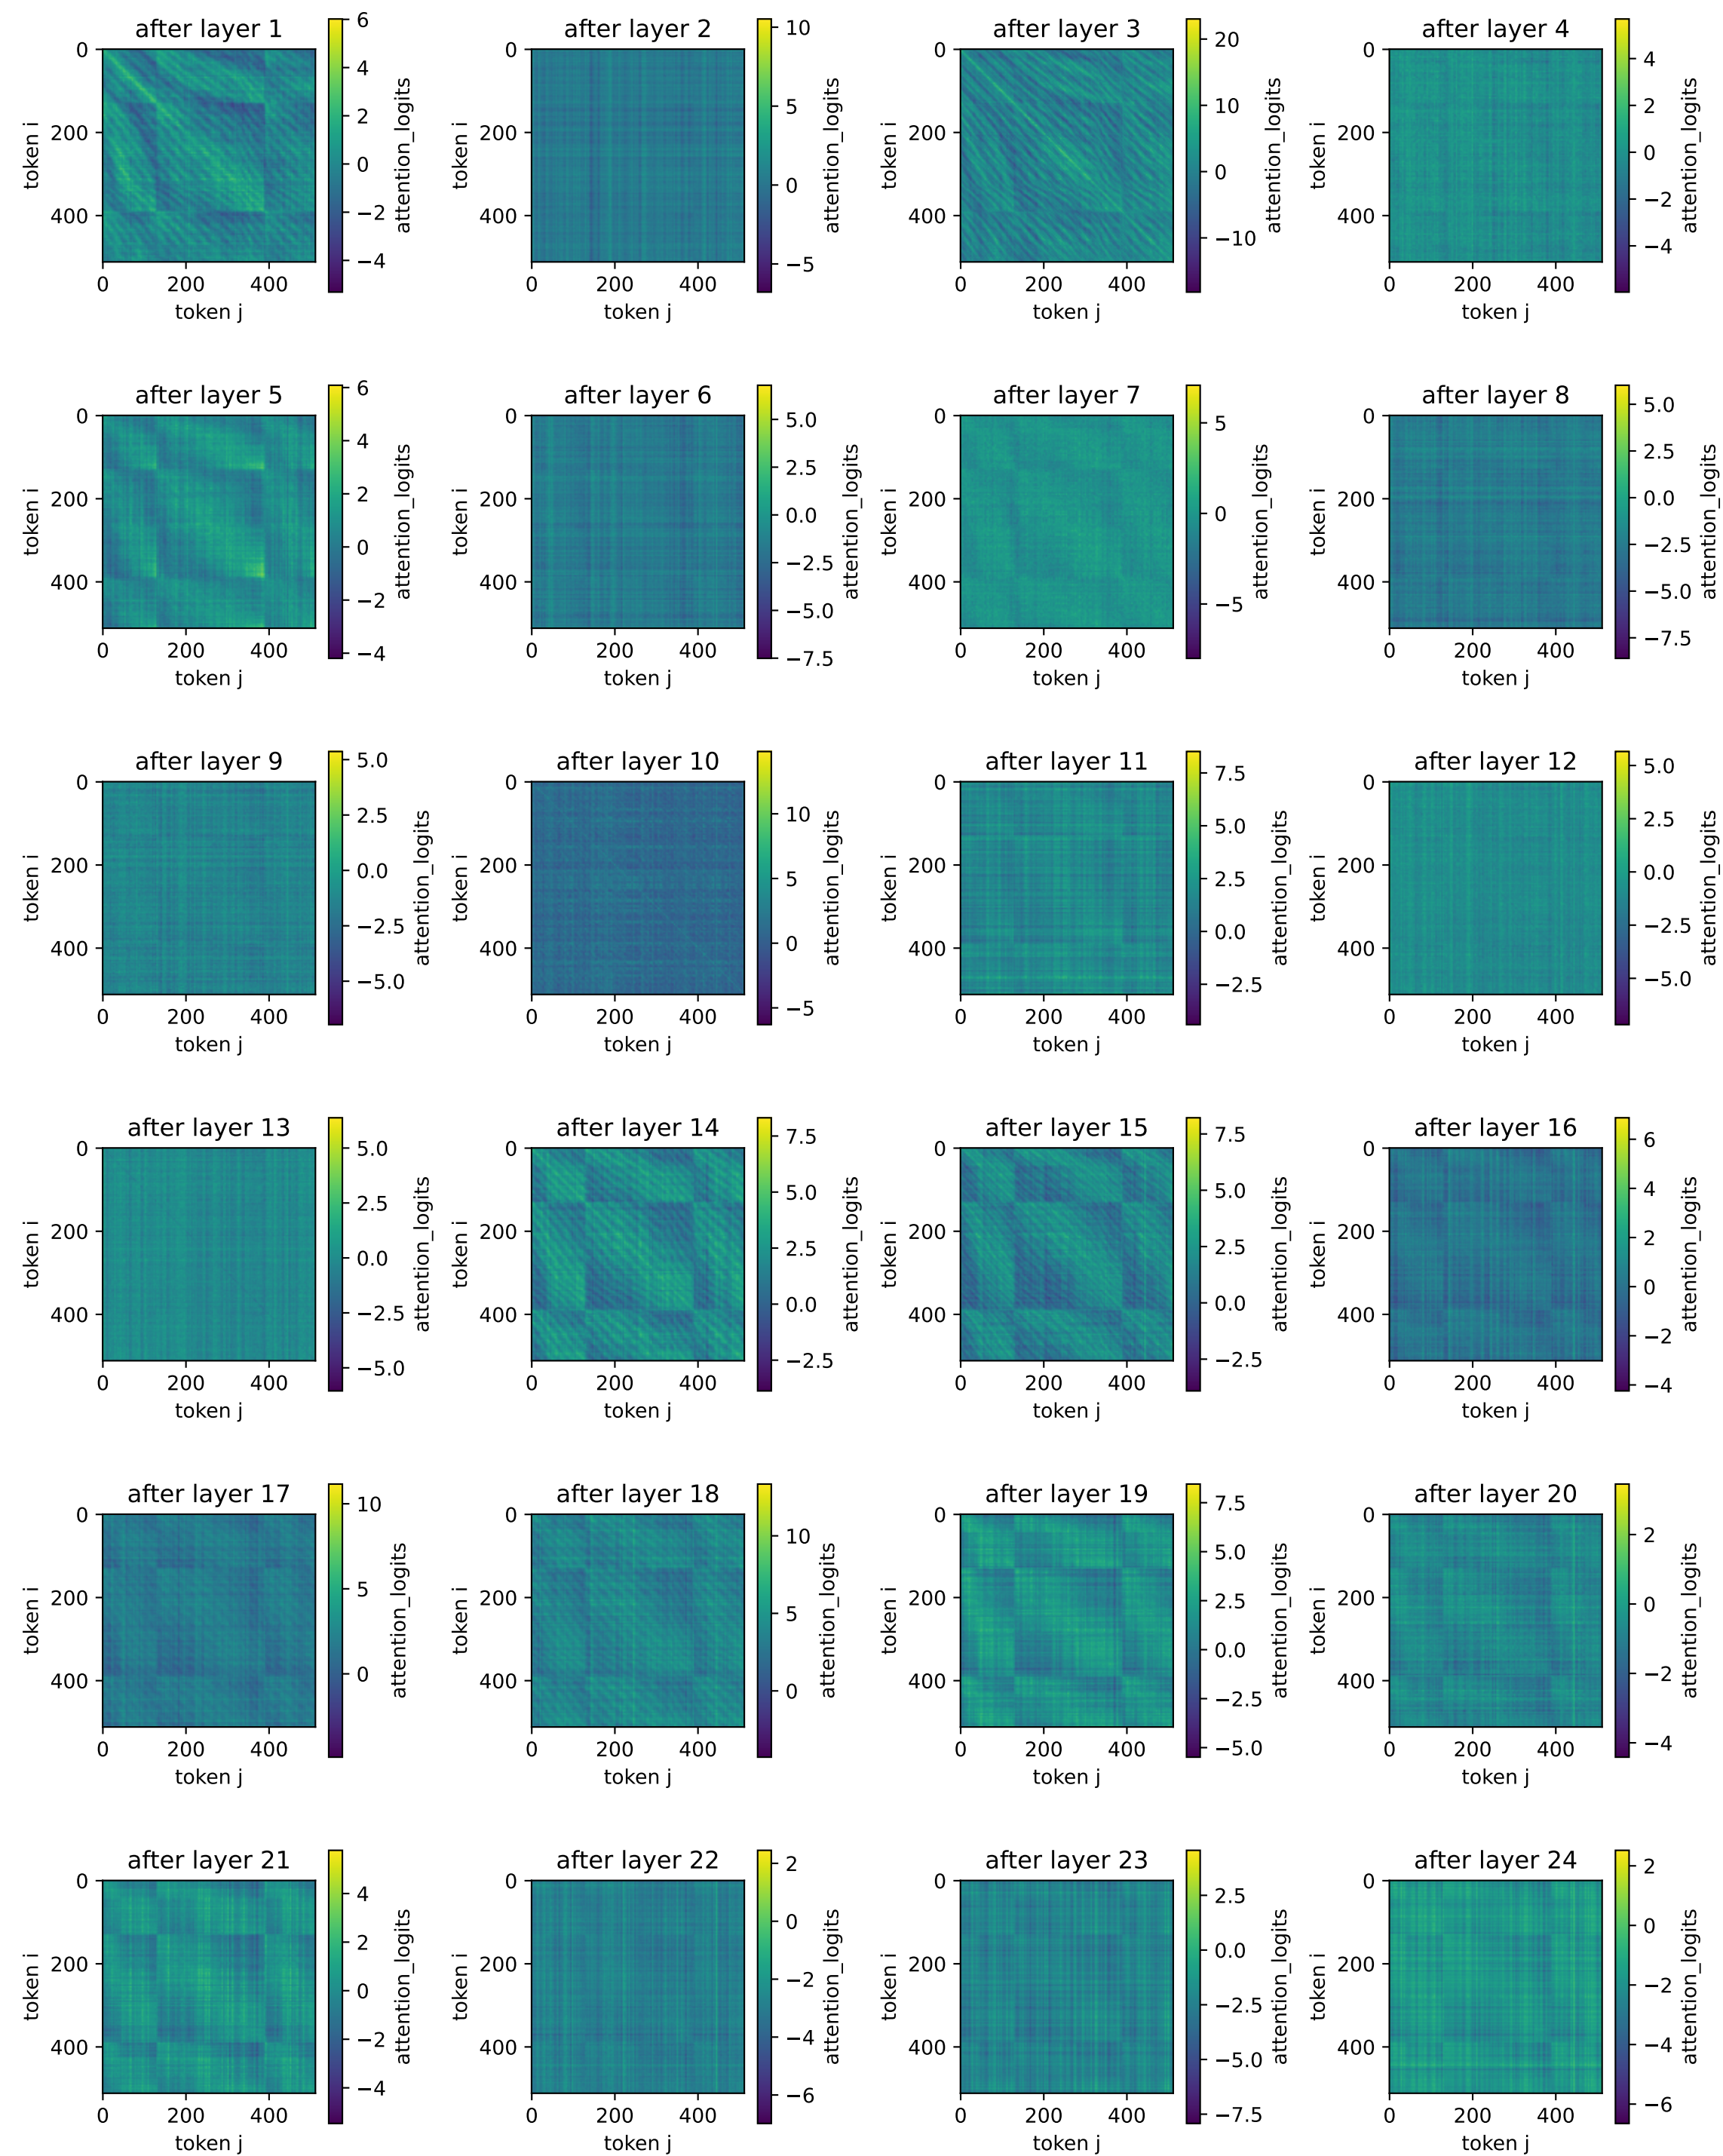 after layer 1
0
200
400
token i
0 200 400
token j
6
4
2
0
−2
−4
attention_logits
after layer 2
0
200
400
token i
0 200 400
token j
10
5
0
−5
attention_logits
after layer 3
0
200
400
token i
0 200 400
token j
20
10
0
−10
attention_logits
after layer 4
0
200
400
token i
0 200 400
token j
4
2
0
−2
−4
attention_logits
after layer 5
0
200
400
token i
0 200 400
token j
6
4
2
0
−2
−4
attention_logits
after layer 6
0
200
400
token i
0 200 400
token j
5.0
2.5
0.0
−2.5
−5.0
−7.5
attention_logits
after layer 7
0
200
400
token i
0 200 400
token j
5
0
−5
attention_logits
after layer 8
0
200
400
token i
0 200 400
token j
5.0
2.5
0.0
−2.5
−5.0
−7.5
attention_logits
after layer 9
0
200
400
token i
0 200 400
token j
5.0
2.5
0.0
−2.5
−5.0
attention_logits
after layer 10
0
200
400
token i
0 200 400
token j
10
5
0
−5
attention_logits
after layer 11
0
200
400
token i
0 200 400
token j
7.5
5.0
2.5
0.0
−2.5
attention_logits
after layer 12
0
200
400
token i
0 200 400
token j
5.0
2.5
0.0
−2.5
−5.0
attention_logits
after layer 13
0
200
400
token i
0 200 400
token j
5.0
2.5
0.0
−2.5
−5.0
attention_logits
after layer 14
0
200
400
token i
0 200 400
token j
7.5
5.0
2.5
0.0
−2.5
attention_logits
after layer 15
0
200
400
token i
0 200 400
token j
7.5
5.0
2.5
0.0
−2.5
attention_logits
after layer 16
0
200
400
token i
0 200 400
token j
6
4
2
0
−2
−4
attention_logits
after layer 17
0
200
400
token i
0 200 400
token j
10
5
0
attention_logits
after layer 18
0
200
400
token i
0 200 400
token j
10
5
0
attention_logits
after layer 19
0
200
400
token i
0 200 400
token j
7.5
5.0
2.5
0.0
−2.5
−5.0
attention_logits
after layer 20
0
200
400
token i
0 200 400
token j
2
0
−2
−4
attention_logits
after layer 21
0
200
400
token i
0 200 400
token j
4
2
0
−2
−4
attention_logits
after layer 22
0
200
400
token i
0 200 400
token j
2
0
−2
−4
−6
attention_logits
after layer 23
0
200
400
token i
0 200 400
token j
2.5
0.0
−2.5
−5.0
−7.5
attention_logits
after layer 24
0
200
400
token i
0 200 400
token j
2
0
−2
−4
−6
attention_logits